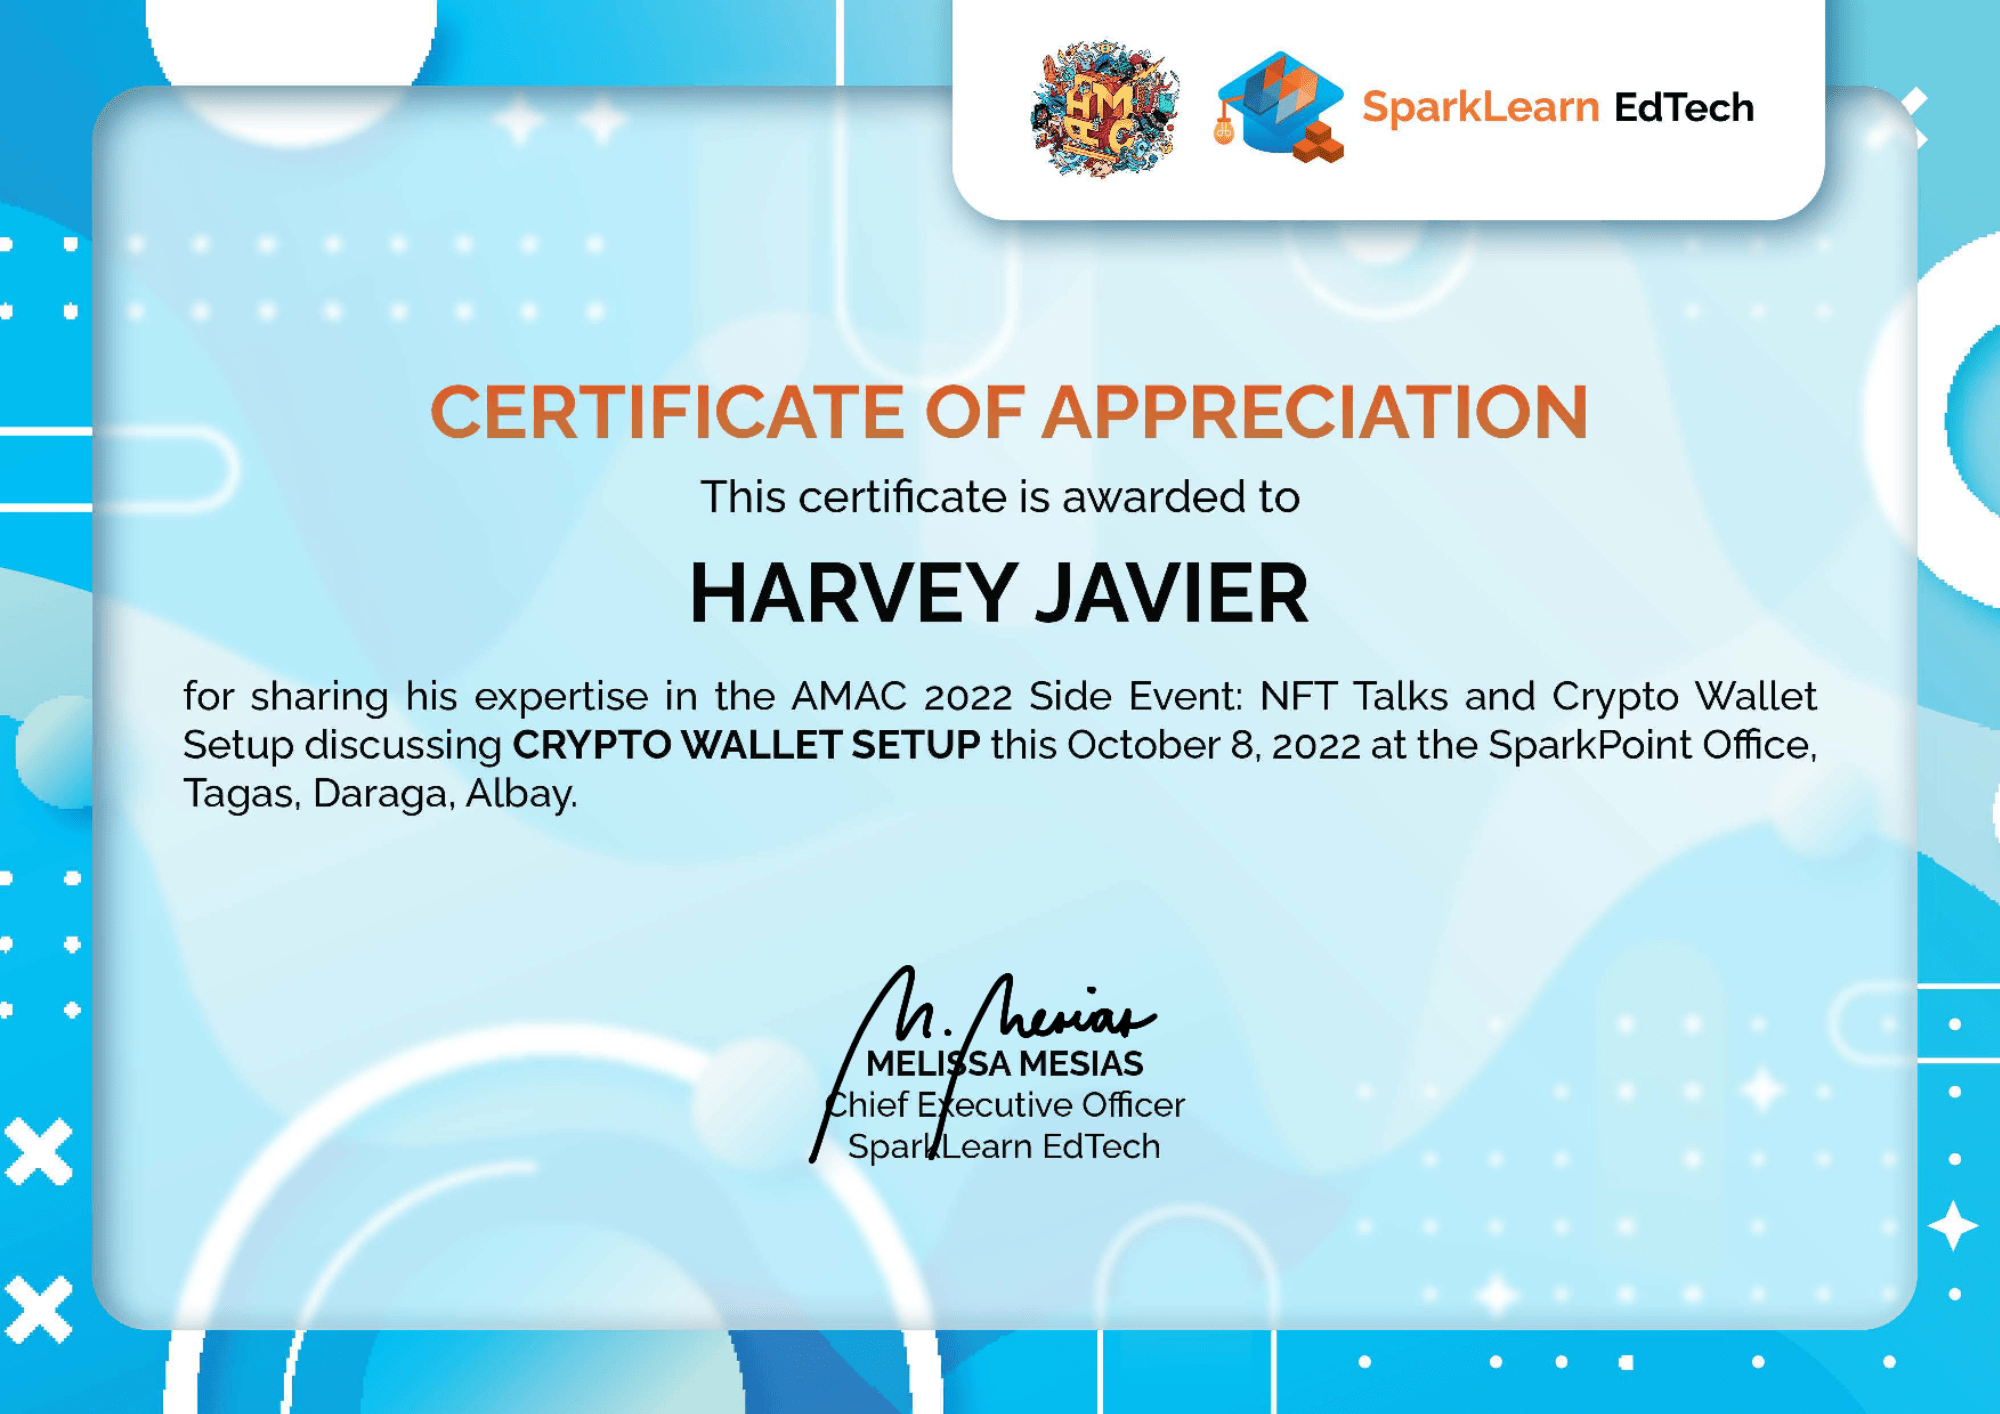 AMAC
SparkLearn EdTech
CERTIFICATE OF APPRECIATION
This certificate is awarded to
HARVEY JAVIER
for sharing his expertise in the AMAC 2022 Side Event: NFT Talks and Crypto Wallet
Setup discussing CRYPTO WALLET SETUP this October 8, 2022 at the SparkPoint Office,
Tagas, Daraga, Albay.
M. Mesias
MELISSA MESIAS
Chief Executive Officer
SparkLearn EdTech